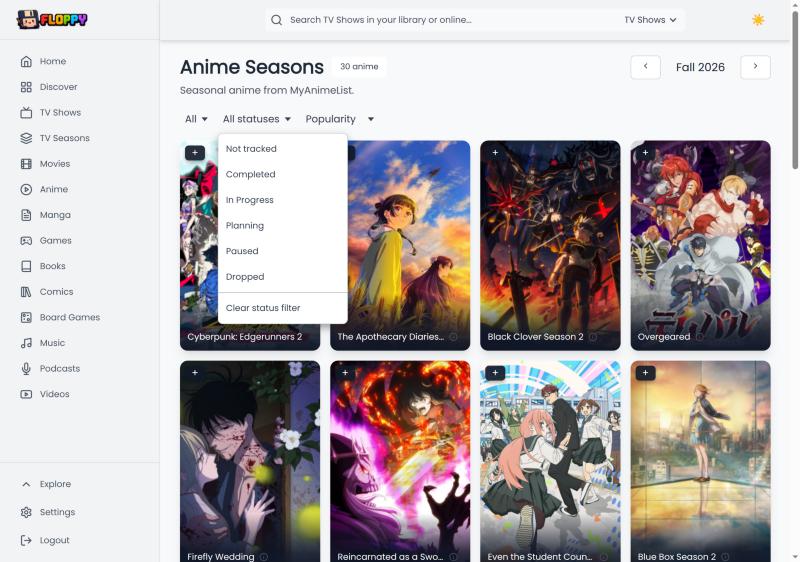 FLOPPY
Search TV Shows in your library or online...
TV Shows
Home
Discover
TV Shows
TV Seasons
Movies
Anime
Manga
Games
Books
Comics
Board Games
Music
Podcasts
Videos
Explore
Settings
Logout
Anime Seasons
30 anime
Fall 2026
Seasonal anime from MyAnimeList.
All
All statuses
Popularity
Not tracked
Completed
In Progress
Planning
Paused
Dropped
Clear status filter
Cyberpunk: Edgerunners 2
The Apothecary Diaries...
Black Clover Season 2
テムパル
Overgeared
Firefly Wedding
Reincarnated as a Swo...
Even the Student Coun...
Blue Box Season 2